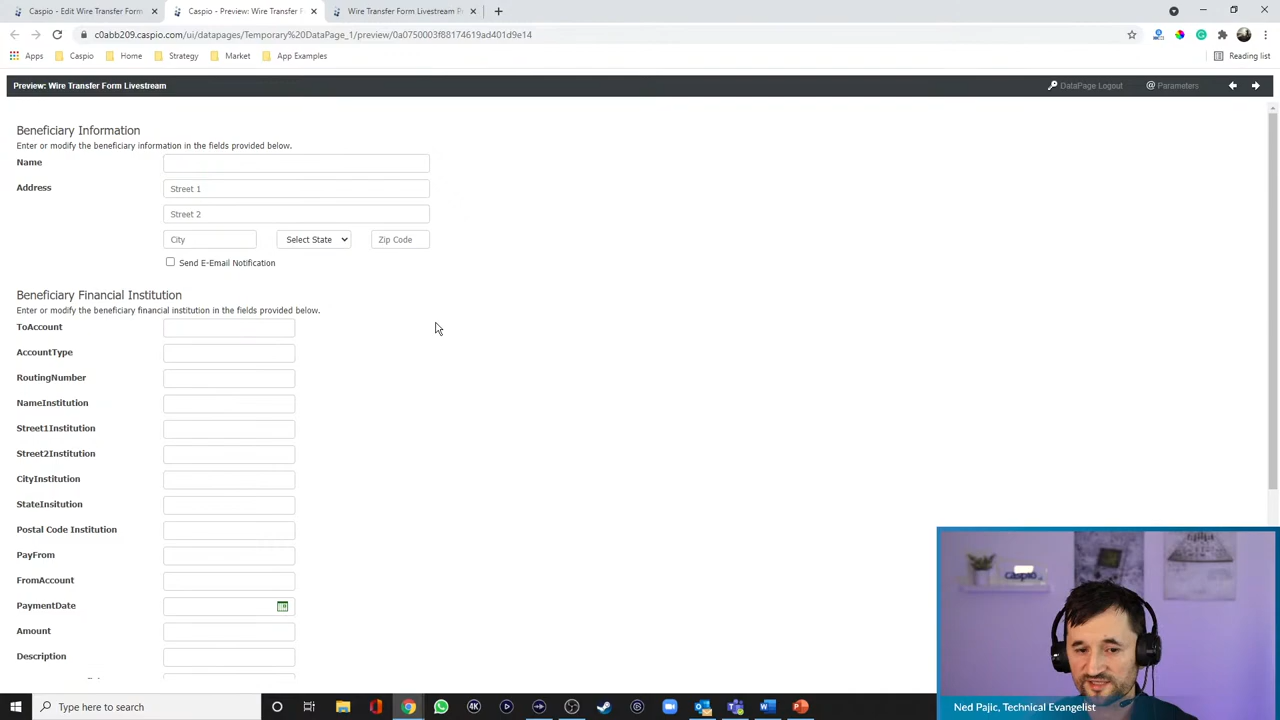 Caspio - Edit Wire Transfer Form
Caspio - Preview: Wire Transfer F
Wire Transfer Form Livestream P
c0abb209.caspio.com/ui/datapages/Temporary%20DataPage_1/preview/0a0750003f88174619ad401d9e14
Apps
Caspio
Home
Strategy
Market
App Examples
Reading list
Preview: Wire Transfer Form Livestream
DataPage Logout
@ Parameters
Beneficiary Information
Enter or modify the beneficiary information in the fields provided below.
Name
Address
Street 1
Street 2
City
Select State
Zip Code
Send E-Email Notification
Beneficiary Financial Institution
Enter or modify the beneficiary financial institution in the fields provided below.
ToAccount
AccountType
RoutingNumber
NameInstitution
Street1Institution
Street2Institution
CityInstitution
StateInsitution
Postal Code Institution
PayFrom
FromAccount
PaymentDate
Amount
Description
caspio
Ned Pajic, Technical Evangelist
Type here to search
4K